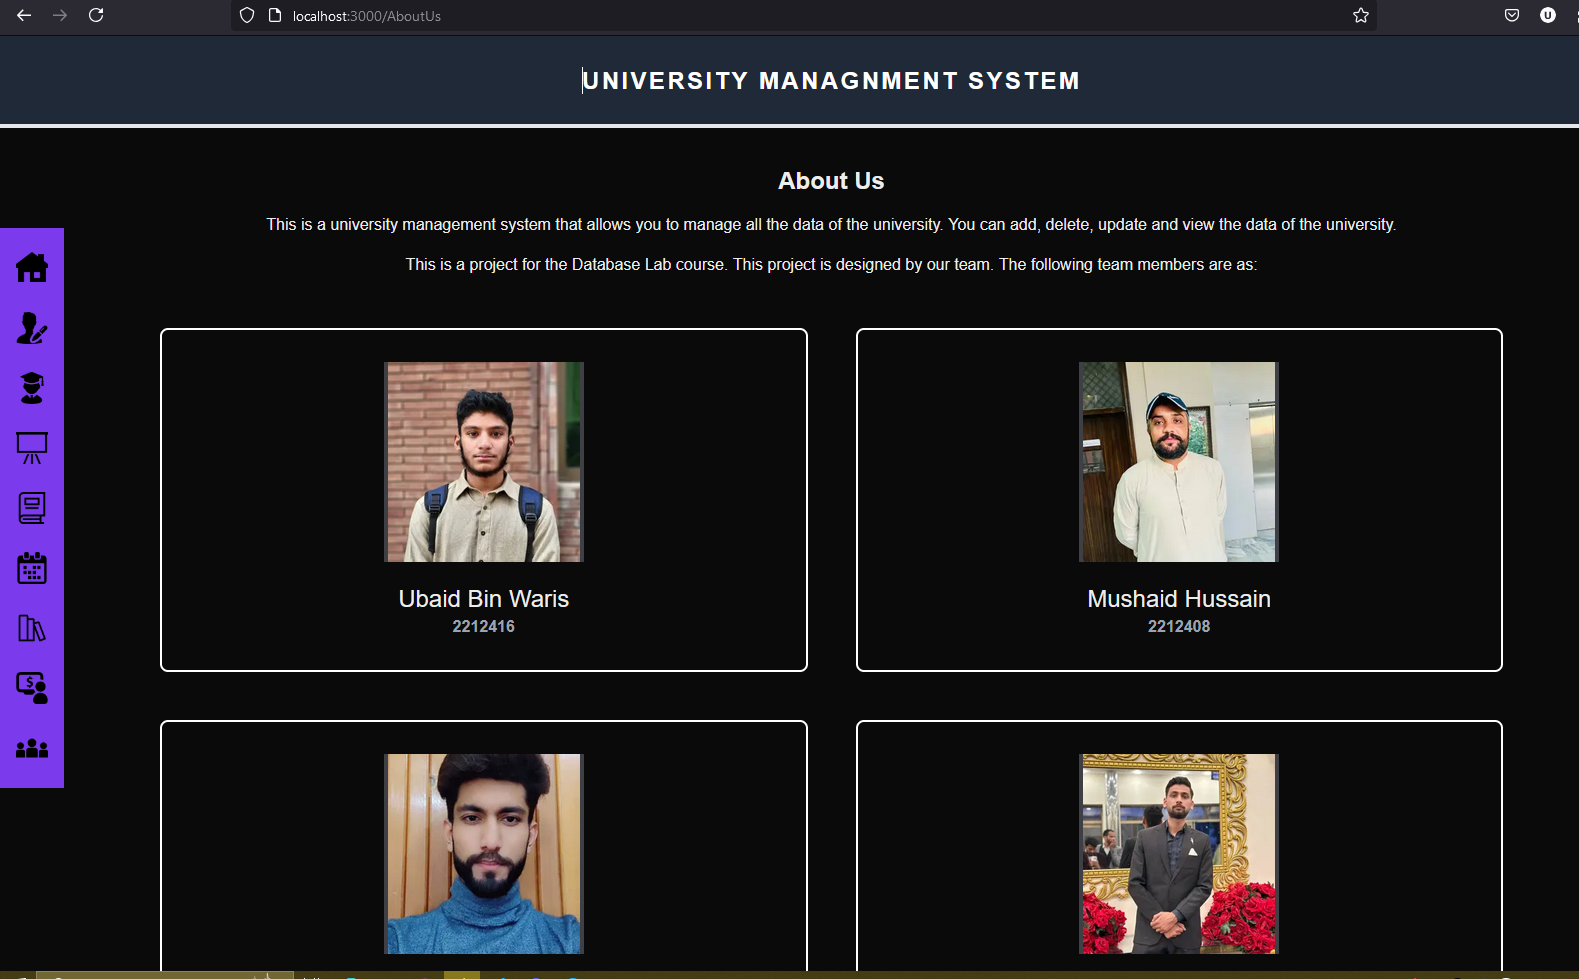 localhost:3000/AboutUs
UNIVERSITY MANAGNMENT SYSTEM
About Us
This is a university management system that allows you to manage all the data of the university. You can add, delete, update and view the data of the university.
This is a project for the Database Lab course. This project is designed by our team. The following team members are as:
Ubaid Bin Waris
2212416
Mushaid Hussain
2212408